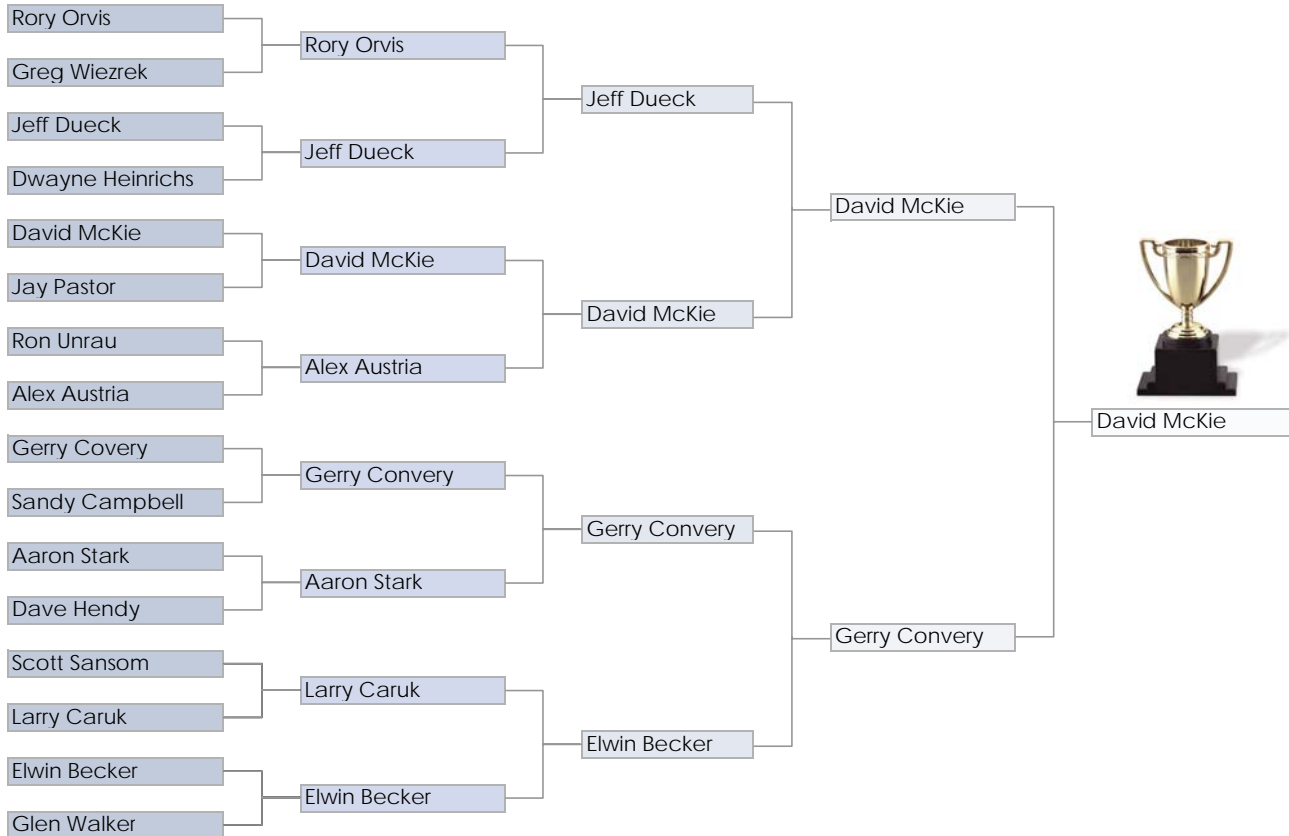 Rory Orvis
Greg Wiezrek
Jeff Dueck
Dwayne Heinrichs
David McKie
Jay Pastor
Ron Unrau
Alex Austria
Gerry Covery
Sandy Campbell
Aaron Stark
Dave Hendy
Scott Sansom
Larry Caruk
Elwin Becker
Glen Walker
Rory Orvis
Jeff Dueck
David McKie
Alex Austria
Gerry Convery
Aaron Stark
Larry Caruk
Elwin Becker
Jeff Dueck
David McKie
Gerry Convery
Elwin Becker
David McKie
Gerry Convery
David McKie